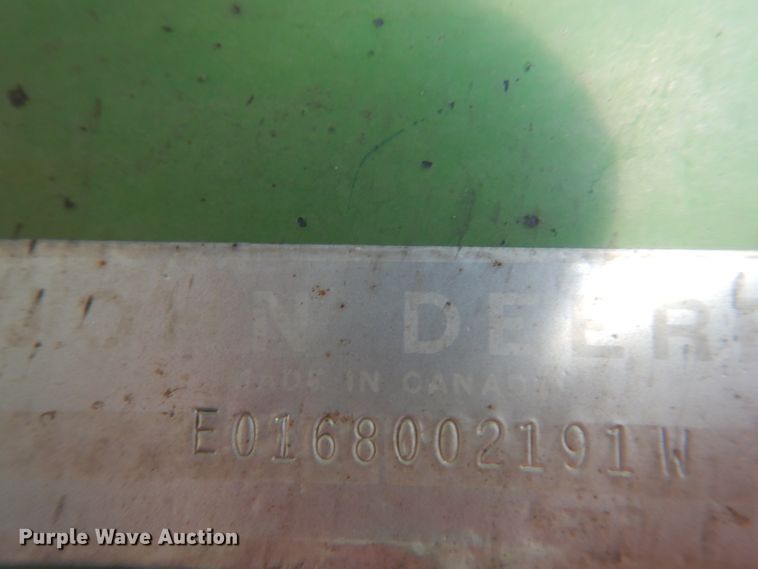 JOHN DEERE
MADE IN CANADA
E01680021 91W
Purple Wave Auction